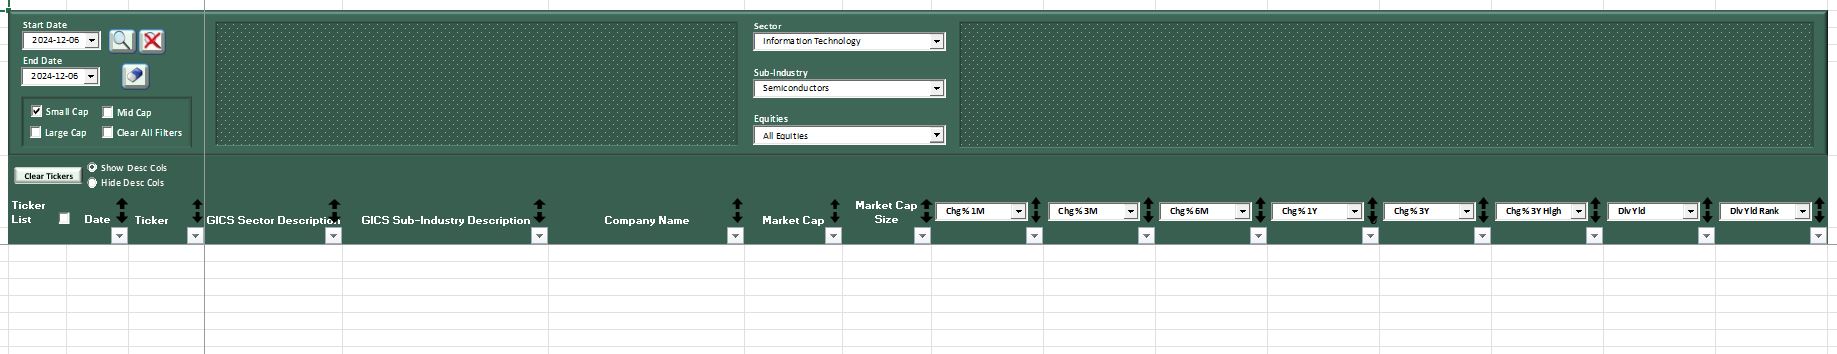 Start Date
2024-12-06
End Date
2024-12-06
Small Cap
Mid Cap
Large Cap
Clear All Filters
Sector
Information Technology
Sub-Industry
Semiconductors
Equities
All Equities
Clear Tickers
Show Desc Cols
Hide Desc Cols
Ticker
List
Date
Ticker
GICS Sector Description
GICS Sub-Industry Description
Company Name
Market Cap
Market Cap
Size
Chg% 1M
Chg% 3M
Chg% 6M
Chg% 1Y
Chg% 3Y
Chg% 3Y High
Div Yld
Div Yld Rank